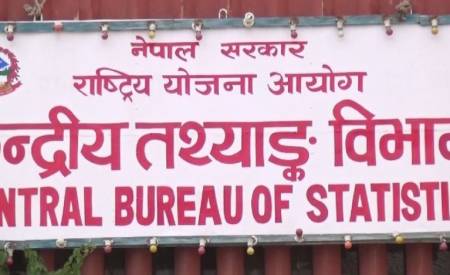 नेपाल सरकार
राष्ट्रिय योजना आयोग
न्द्रीय तथ्याङ्क विभाग
NTRAL BUREAU OF STATISTI